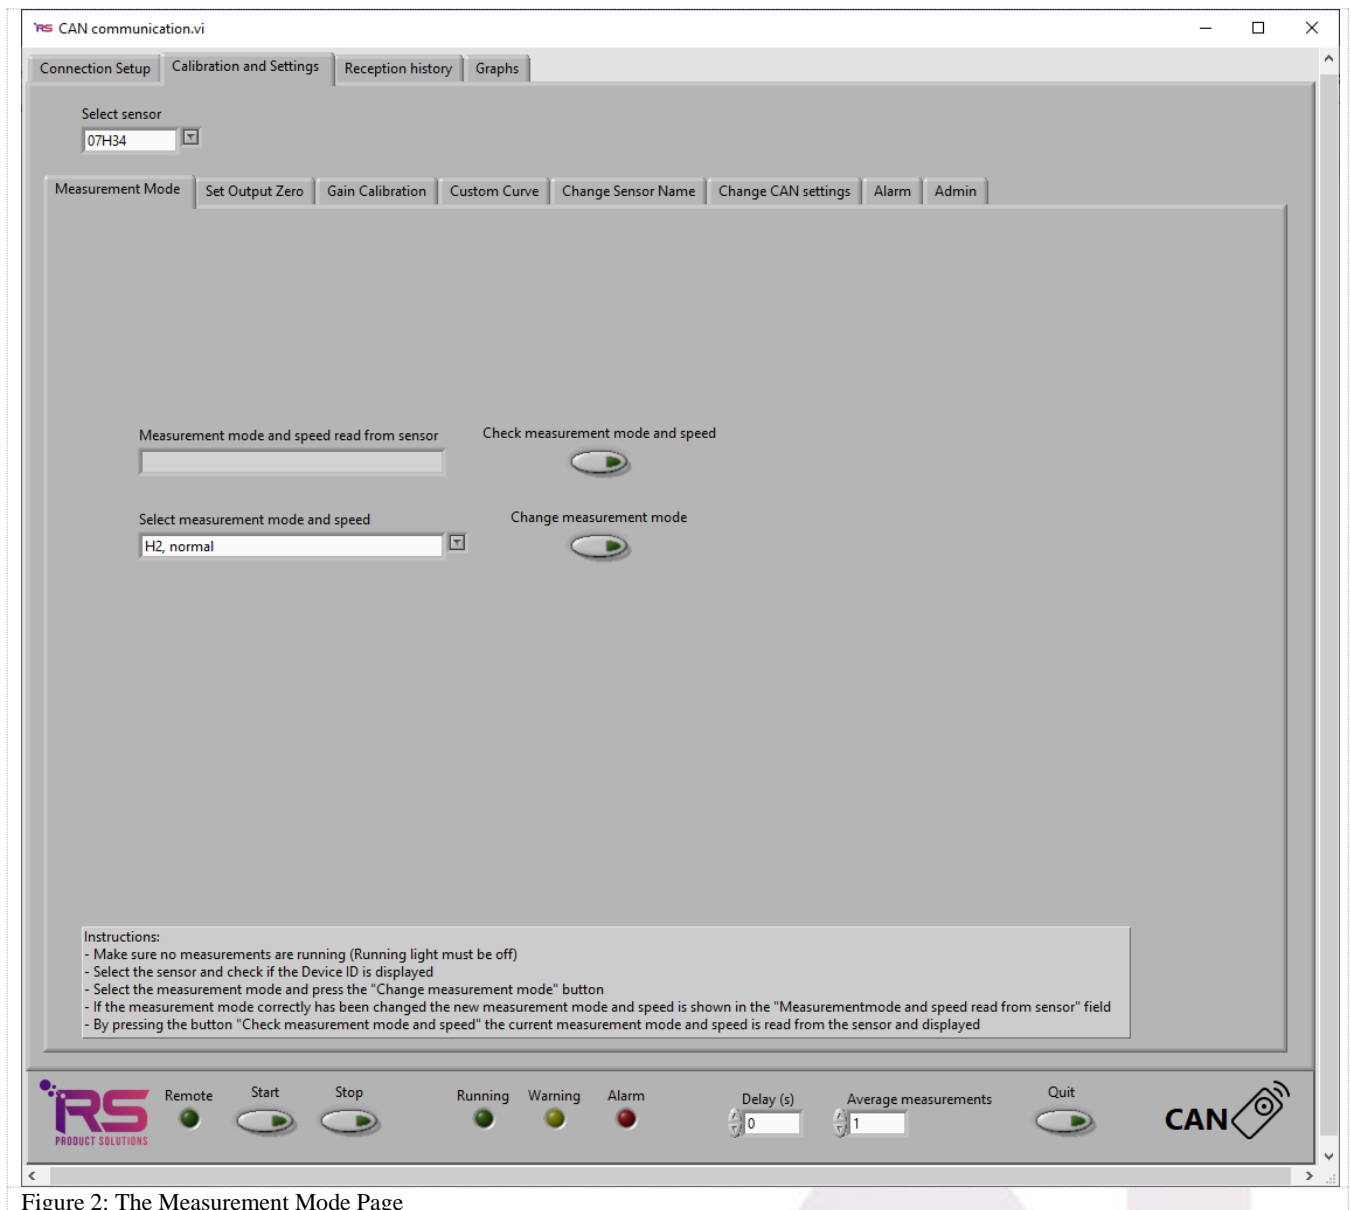 RS CAN communication.vi
Connection Setup Calibration and Settings Reception history Graphs
Select sensor
07H34
Measurement Mode Set Output Zero Gain Calibration Custom Curve Change Sensor Name Change CAN settings Alarm Admin
Measurement mode and speed read from sensor Check measurement mode and speed
Select measurement mode and speed Change measurement mode
H2, normal
Instructions:
- Make sure no measurements are running (Running light must be off)
- Select the sensor and check if the Device ID is displayed
- Select the measurement mode and press the "Change measurement mode" button
- If the measurement mode correctly has been changed the new measurement mode and speed is shown in the "Measurementmode and speed read from sensor" field
- By pressing the button "Check measurement mode and speed" the current measurement mode and speed is read from the sensor and displayed
RS
PRODUCT SOLUTIONS
Remote Start Stop Running Warning Alarm Delay (s) Average measurements Quit
0 1
CAN
Figure 2: The Measurement Mode Page